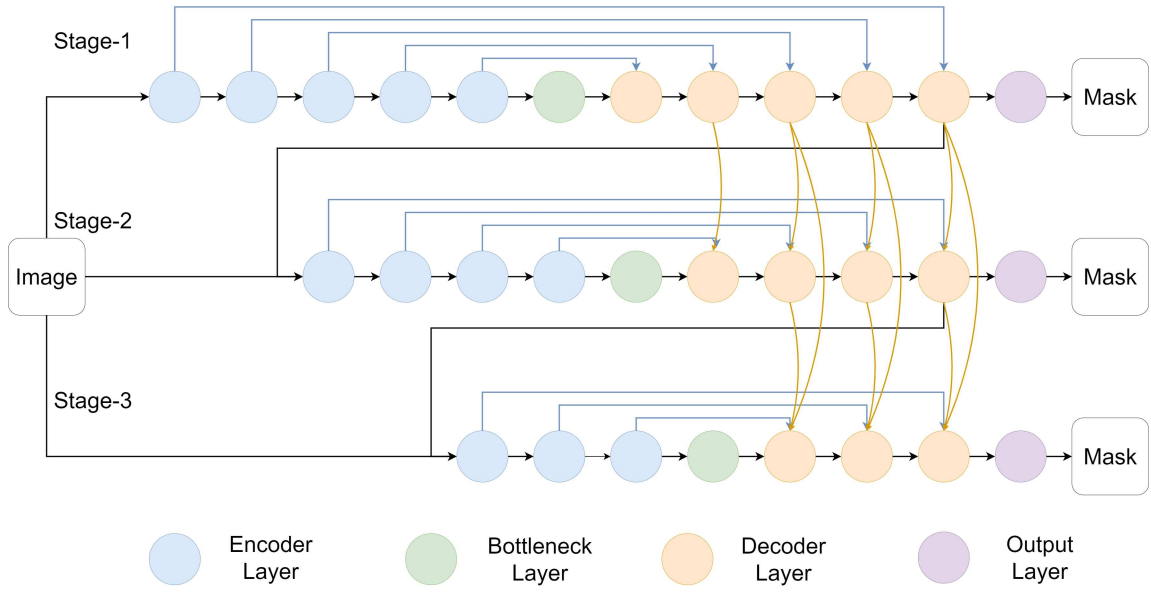 Stage-1
Mask
Stage-2
Image
Mask
Stage-3
Mask
Encoder
Layer
Bottleneck
Layer
Decoder
Layer
Output
Layer